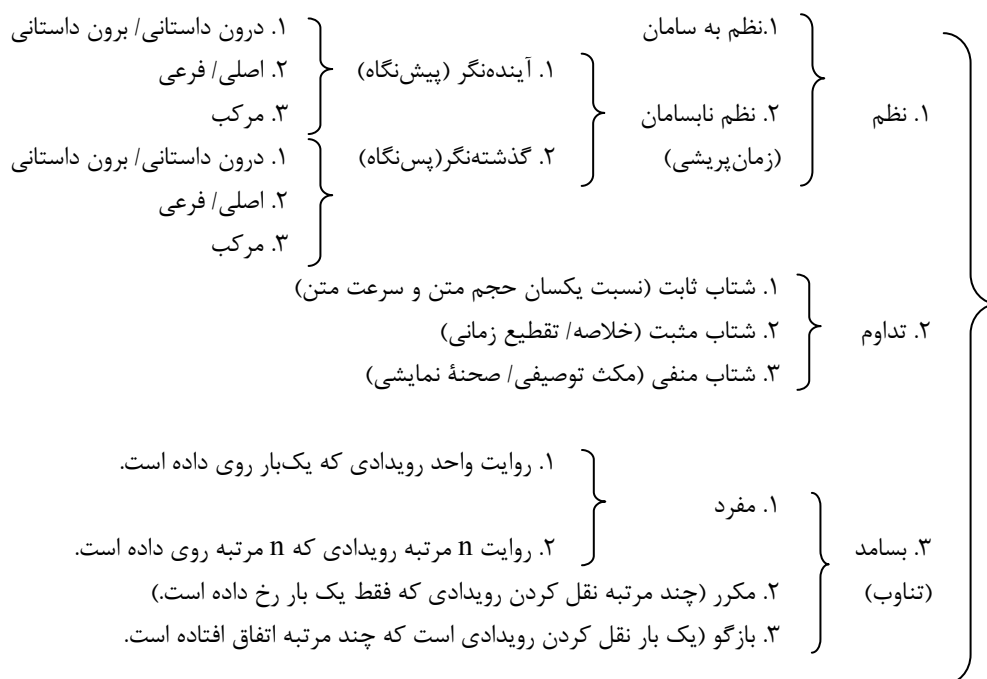 ۱.نظم به سامان
۱. درون داستانی/ برون داستانی
۱. آینده‌نگر (پیش‌نگاه)
۲. اصلی/ فرعی
۱. نظم
۲. نظم نابسامان
۳. مرکب
(زمان‌پریشی)
۲. گذشته‌نگر(پس‌نگاه)
۱. درون داستانی/ برون داستانی
۲. اصلی/ فرعی
۳. مرکب
۱. شتاب ثابت (نسبت یکسان حجم متن و سرعت متن)
۲. تداوم
۲. شتاب مثبت (خلاصه/ تقطیع زمانی)
۳. شتاب منفی (مکث توصیفی/ صحنهٔ نمایشی)
۱. روایت واحد رویدادی که یک‌بار روی داده است.
۱. مفرد
۳. بسامد
۲. روایت n مرتبه رویدادی که n مرتبه روی داده است.
(تناوب)
۲. مکرر (چند مرتبه نقل کردن رویدادی که فقط یک بار رخ داده است.)
۳. بازگو (یک بار نقل کردن رویدادی است که چند مرتبه اتفاق افتاده است.